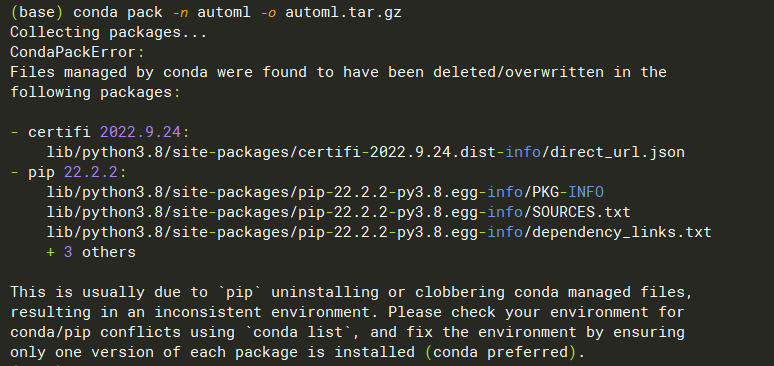 (base) conda pack -n automl -o automl.tar.gz
Collecting packages...
CondaPackError:
Files managed by conda were found to have been deleted/overwritten in the
following packages:
- certifi 2022.9.24:
lib/python3.8/site-packages/certifi-2022.9.24.dist-info/direct_url.json
- pip 22.2.2:
lib/python3.8/site-packages/pip-22.2.2-py3.8.egg-info/PKG-INFO
lib/python3.8/site-packages/pip-22.2.2-py3.8.egg-info/SOURCES.txt
lib/python3.8/site-packages/pip-22.2.2-py3.8.egg-info/dependency_links.txt
+ 3 others
This is usually due to `pip` uninstalling or clobbering conda managed files,
resulting in an inconsistent environment. Please check your environment for
conda/pip conflicts using `conda list`, and fix the environment by ensuring
only one version of each package is installed (conda preferred).